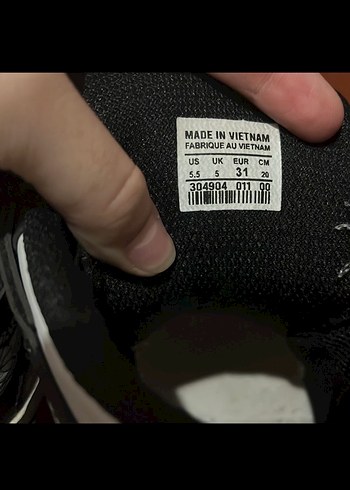 MADE IN VIETNAM
FABRIQUE AU VIETNAM
US UK EUR CM
5.5 5 31 20
304904 011 00